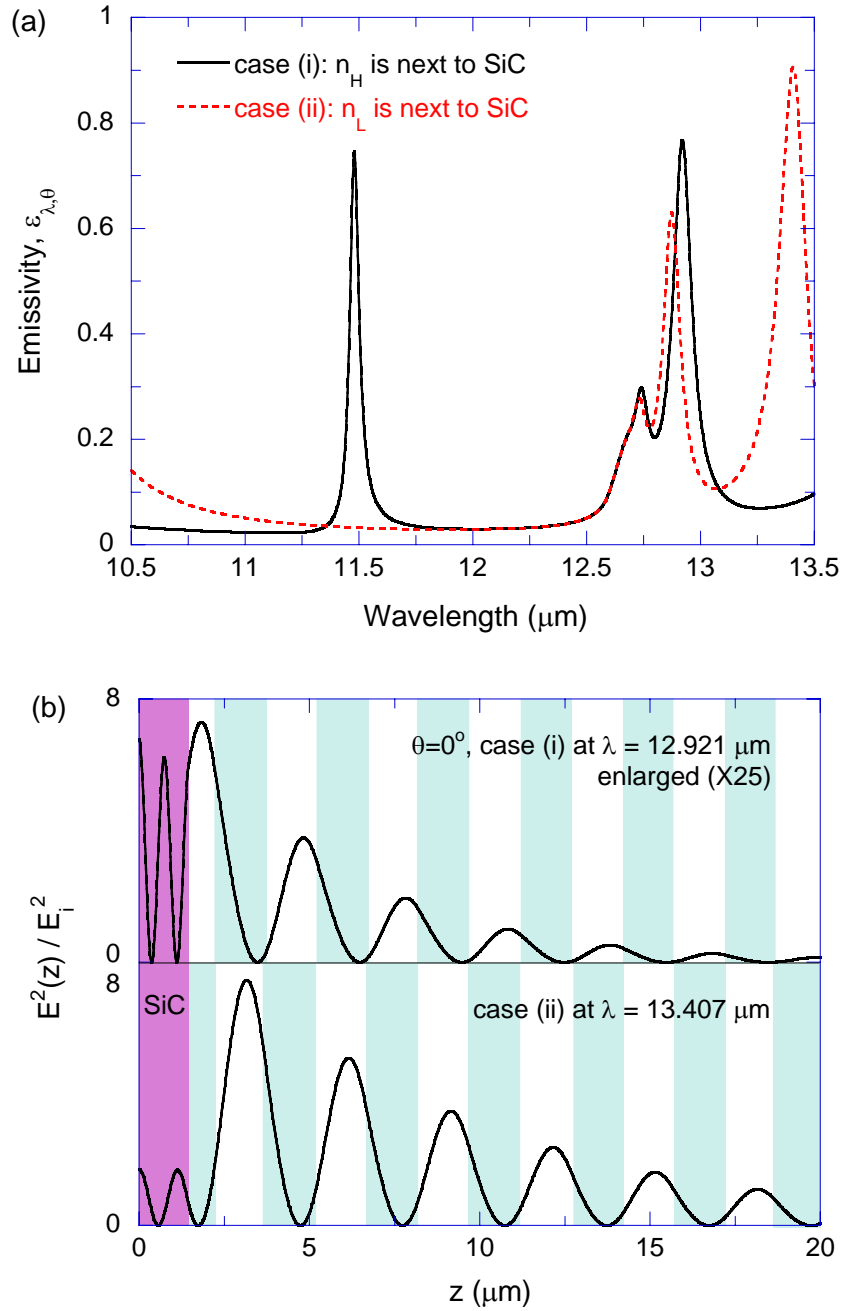 (a)
1
0.8
0.6
0.4
0.2
0
Emissivity, ε_λ,θ
case (i): n_H is next to SiC
case (ii): n_L is next to SiC
10.5 11 11.5 12 12.5 13 13.5
Wavelength (μm)
(b)
8
0
8
0
E²(z) / E_i²
θ=0°, case (i) at λ = 12.921 μm
enlarged (X25)
SiC
case (ii) at λ = 13.407 μm
0 5 10 15 20
z (μm)